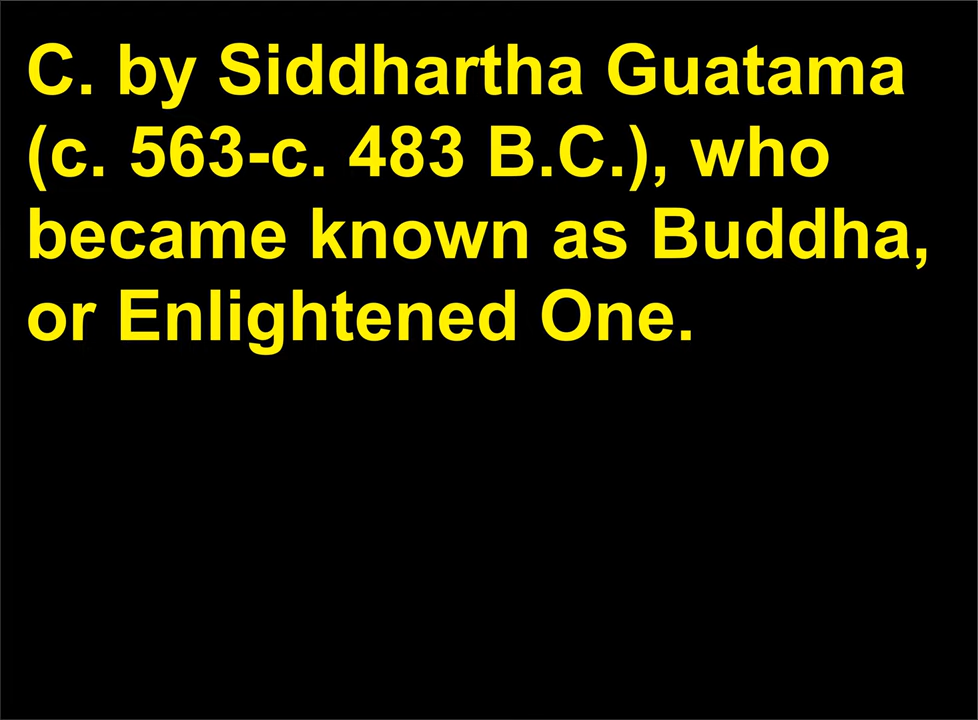 C. by Siddhartha Guatama
(c. 563-c. 483 B.C.), who
became known as Buddha,
or Enlightened One.